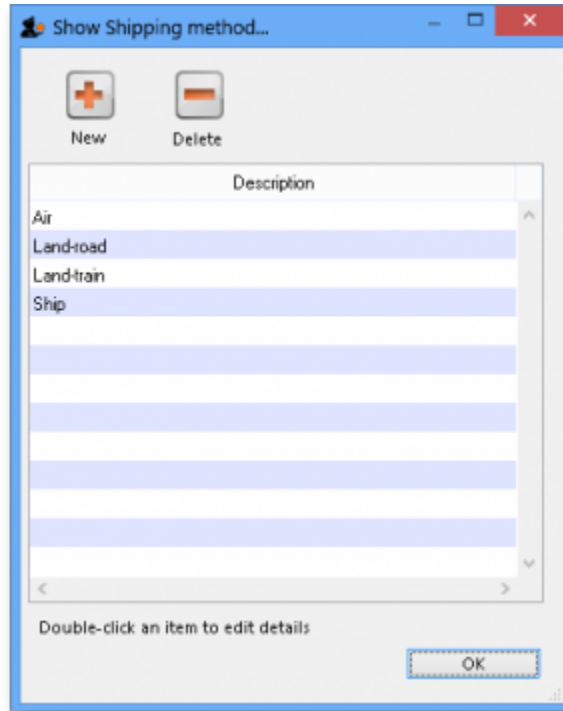 Show Shipping method...
New Delete
Description
Air
Land-road
Land-train
Ship
Double-click an item to edit details
OK